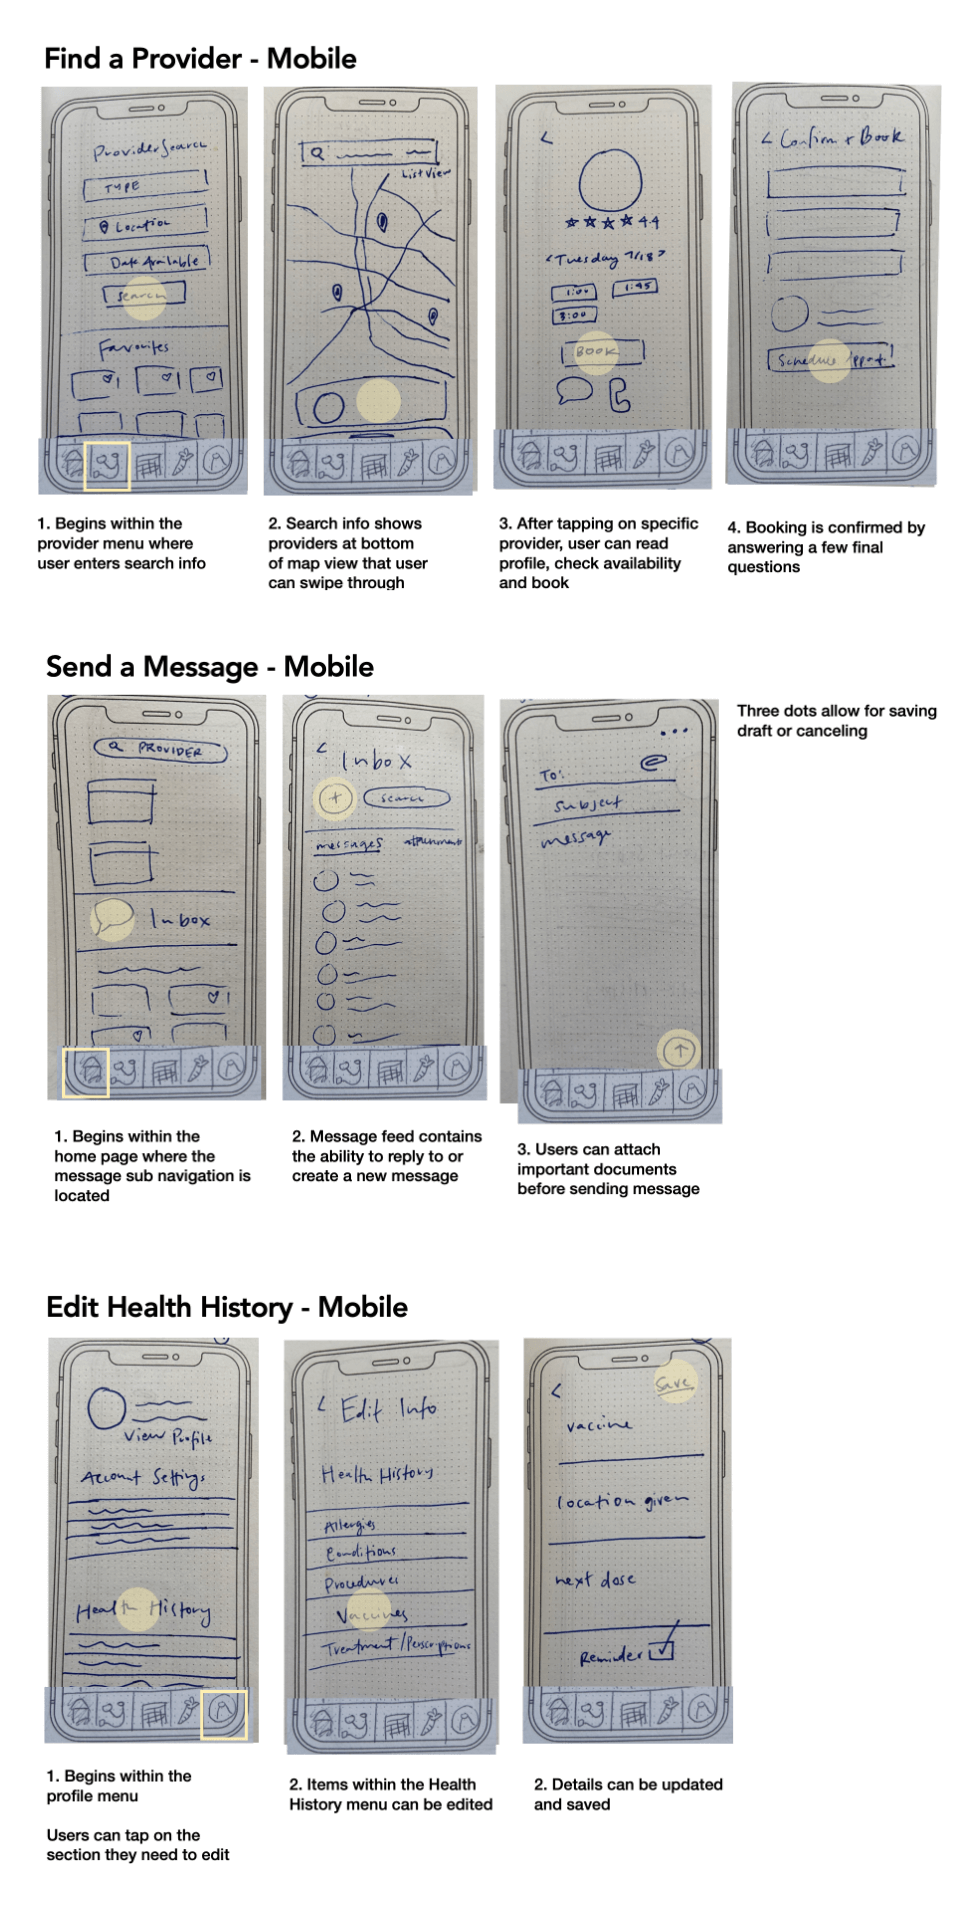 Find a Provider - Mobile
Provider Search
TYPE
Location
Date Available
Search
Favorites
List View
4.4
<Tuesday 7/18>
1:00
1:45
3:00
BOOK
< Confirm + Book
Schedule Appt!
1. Begins within the
provider menu where
user enters search info
2. Search info shows
providers at bottom
of map view that user
can swipe through
3. After tapping on specific
provider, user can read
profile, check availability
and book
4. Booking is confirmed by
answering a few final
questions
Send a Message - Mobile
PROVIDER
Inbox
< Inbox
+
search
messages
To:
subject
message
Three dots allow for saving
draft or canceling
1. Begins within the
home page where the
message sub navigation is
located
2. Message feed contains
the ability to reply to or
create a new message
3. Users can attach
important documents
before sending message
Edit Health History - Mobile
View Profile
Account Settings
Health History
< Edit Info
Health History
Allergies
Conditions
Procedures
Vaccines
Treatment/Perscriptions
<
Save
vaccine
location given
next dose
Reminder
1. Begins within the
profile menu
Users can tap on the
section they need to edit
2. Items within the Health
History menu can be edited
2. Details can be updated
and saved